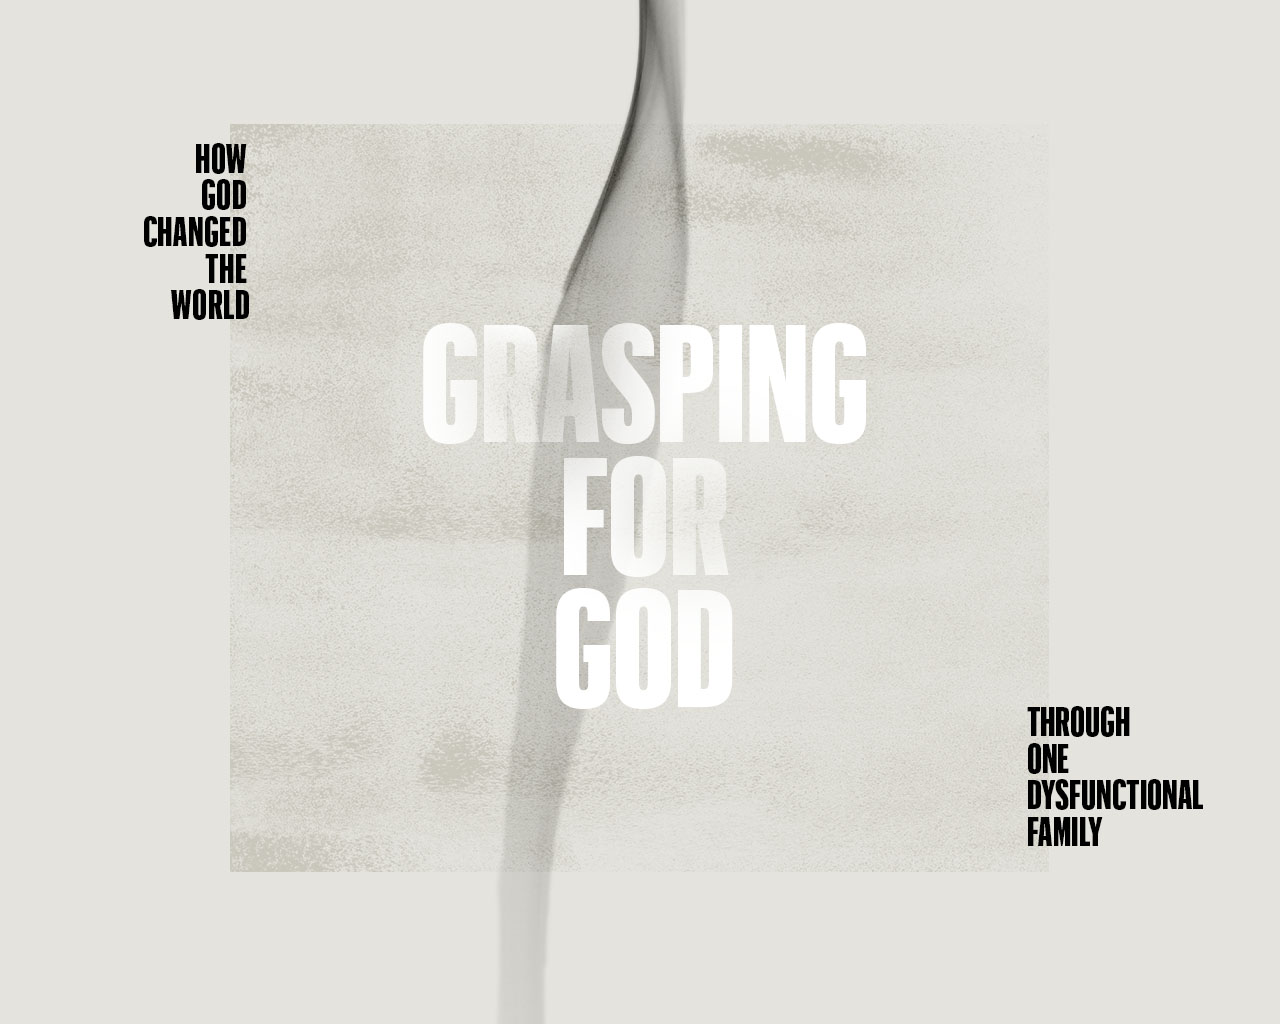 HOW
GOD
CHANGED
THE
WORLD
GRASPING
FOR
GOD
THROUGH
ONE
DYSFUNCTIONAL
FAMILY